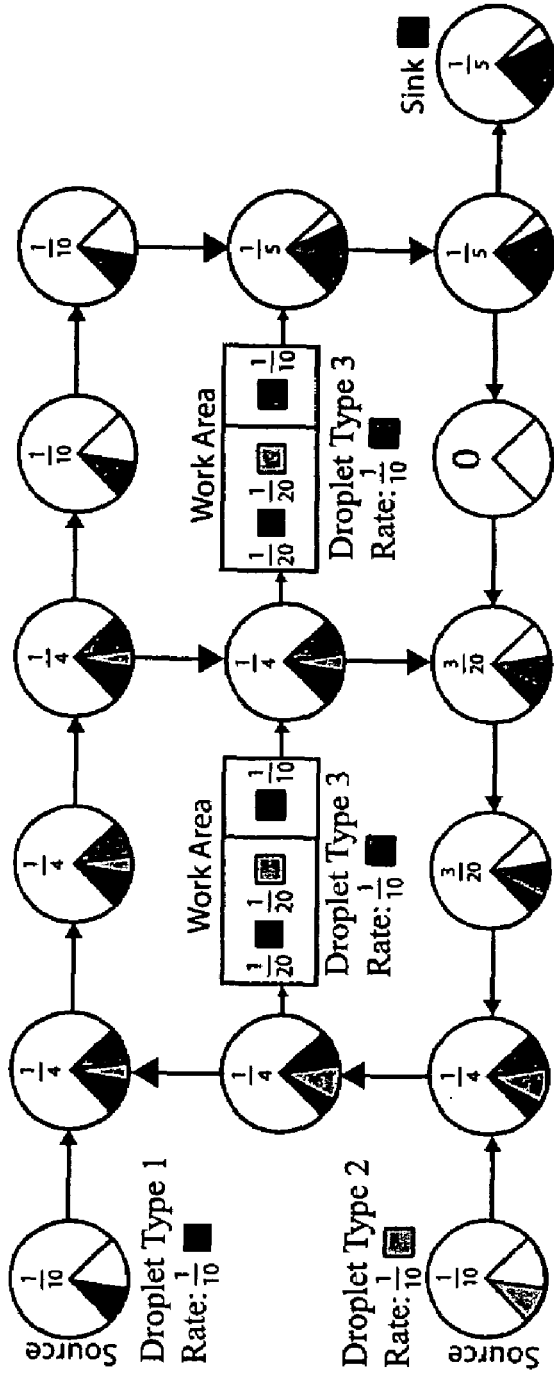 Source
1/10
1/4
1/4
1/4
1/10
1/10
Droplet Type 1
Rate: 1/10
1/4
Work Area
1/20
1/20
1/10
Droplet Type 3
Rate: 1/10
1/4
Work Area
1/20
1/20
1/10
Droplet Type 3
Rate: 1/10
1/5
Droplet Type 2
Rate: 1/10
Source
1/10
1/4
3/20
3/20
0
1/5
Sink
1/5